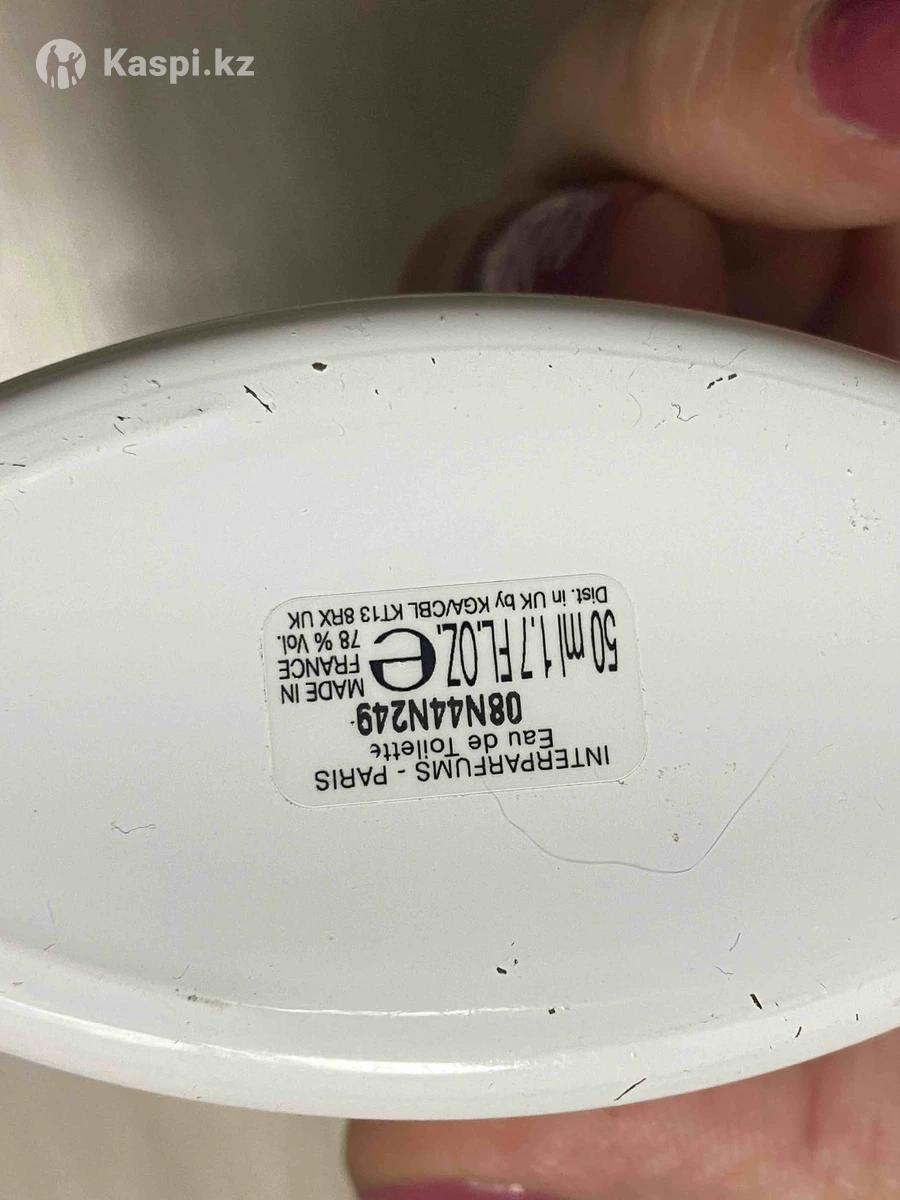 Kaspi.kz
INTERPARFUMS - PARIS
Eau de Toilette
08N44N249
50 ml 1.7 FL.OZ. e
MADE IN
FRANCE
78 % Vol.
Dist. in UK by KGA/CBL KT13 8RX UK